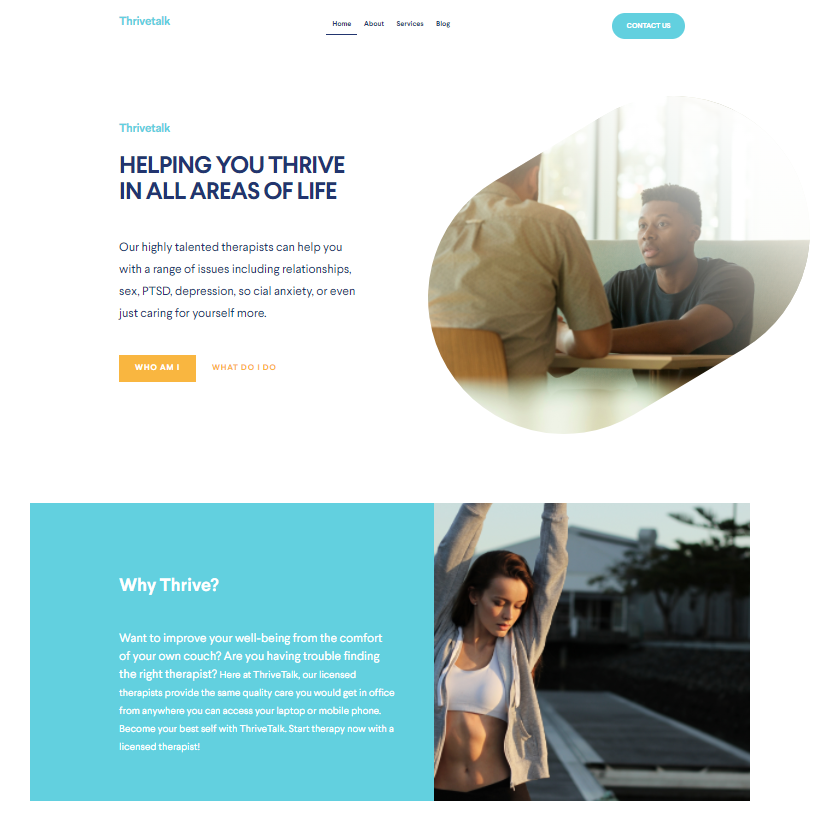 Thrivetalk
Home About Services Blog
CONTACT US
Thrivetalk
HELPING YOU THRIVE
IN ALL AREAS OF LIFE
Our highly talented therapists can help you
with a range of issues including relationships,
sex, PTSD, depression, so cial anxiety, or even
just caring for yourself more.
WHO AM I WHAT DO I DO
Why Thrive?
Want to improve your well-being from the comfort
of your own couch? Are you having trouble finding
the right therapist? Here at ThriveTalk, our licensed
therapists provide the same quality care you would get in office
from anywhere you can access your laptop or mobile phone.
Become your best self with ThriveTalk. Start therapy now with a
licensed therapist!